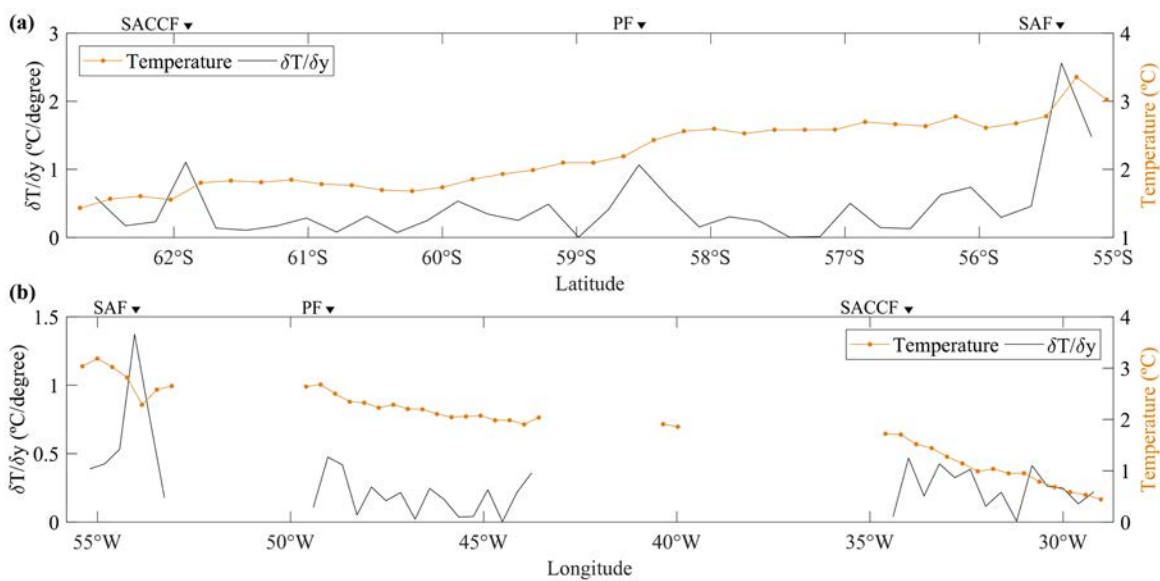 (a)
SACCF
PF
SAF
3
4
Temperature
δT/δy
2
3
1
2
0
1
δT/δy (ºC/degree)
Temperature (ºC)
62°S
61°S
60°S
59°S
58°S
57°S
56°S
55°S
Latitude
(b)
SAF
PF
SACCF
1.5
4
Temperature
δT/δy
1
3
0.5
2
1
0
0
δT/δy (ºC/degree)
Temperature (ºC)
55°W
50°W
45°W
40°W
35°W
30°W
Longitude